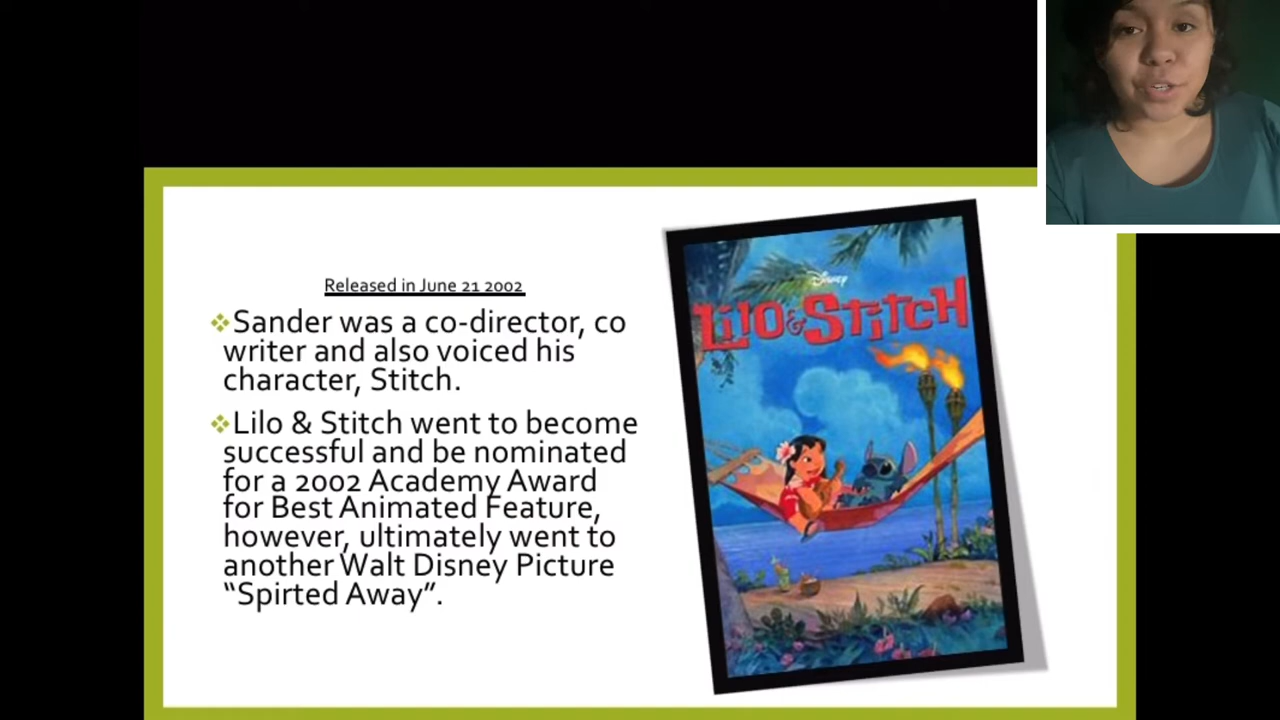 Released in June 21 2002
Sander was a co-director, co
writer and also voiced his
character, Stitch.
Lilo & Stitch went to become
successful and be nominated
for a 2002 Academy Award
for Best Animated Feature,
however, ultimately went to
another Walt Disney Picture
“Spirted Away”.
Disney
Lilo & Stitch